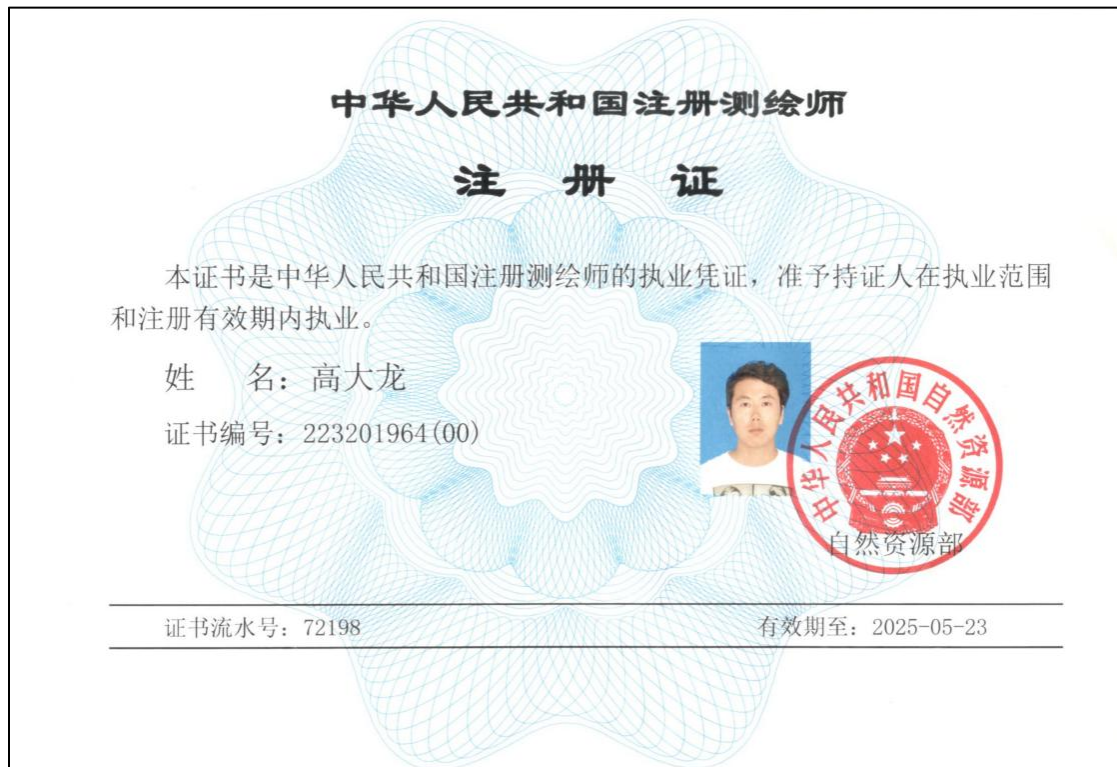 中华人民共和国注册测绘师
注 册 证
本证书是中华人民共和国注册测绘师的执业凭证，准予持证人在执业范围
和注册有效期内执业。
姓 名：高大龙
证书编号：223201964(00)
中华人民共和国自然资源部
自然资源部
证书流水号：72198
有效期至：2025-05-23